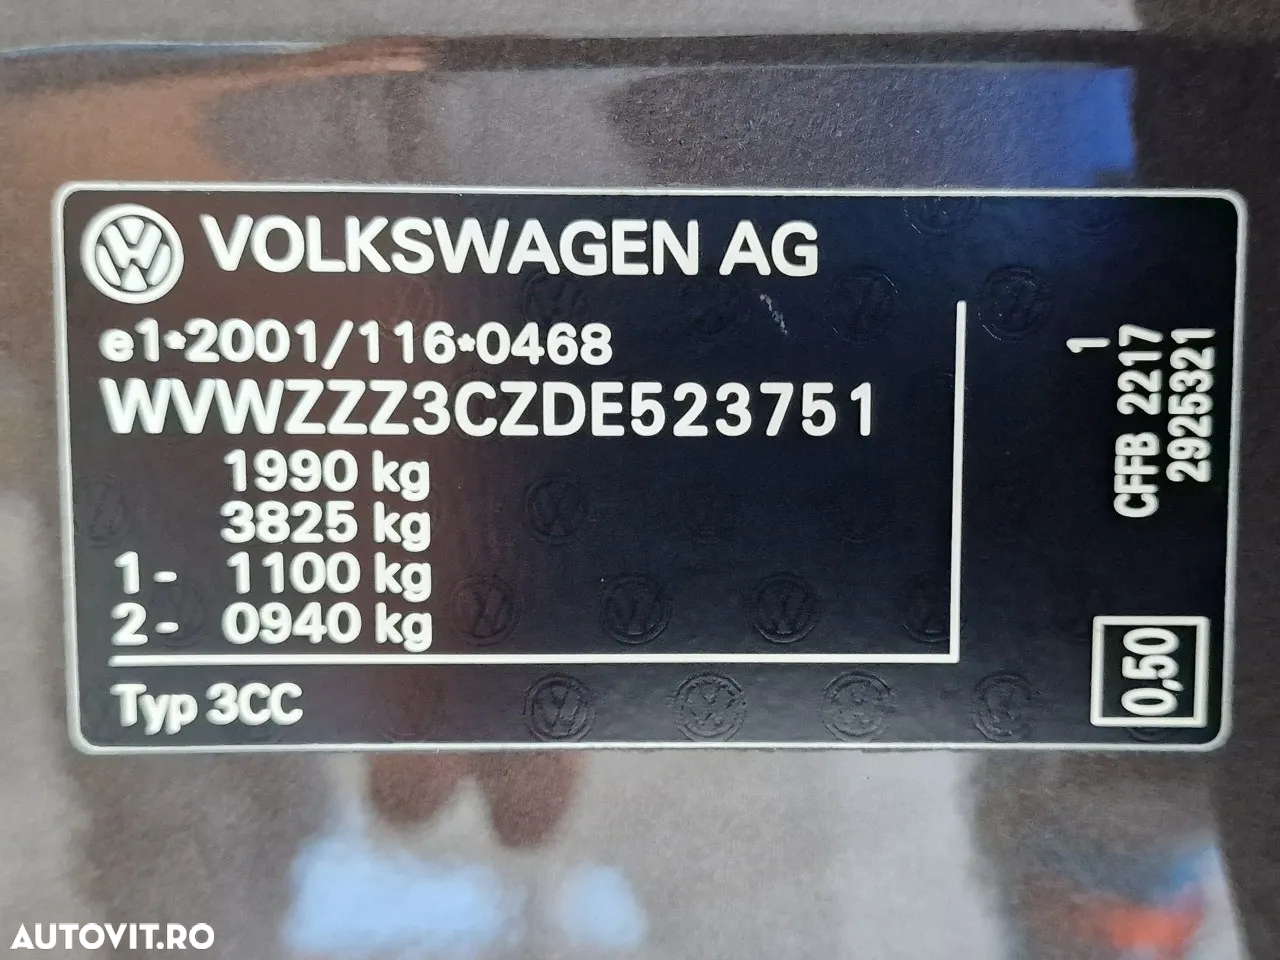 VOLKSWAGEN AG
e1*2001/116*0468
WVWZZZ3CZDE523751
1990 kg
3825 kg
1- 1100 kg
2- 0940 kg
Typ 3CC
1
CFFB 2217
2925321
0,50
AUTOVIT.RO